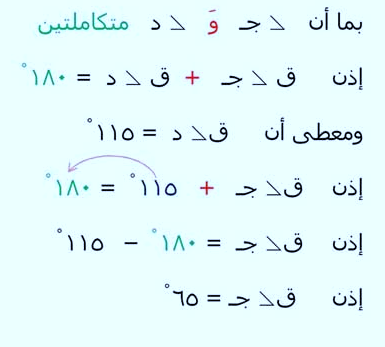 بما أن ∠ جـ وَ ∠ د متكاملتين
إذن ق∠ جـ + ق∠ د = ١٨٠°
ومعطى أن ق∠ د = ١١٥°
إذن ق∠ جـ + ١١٥° = ١٨٠°
إذن ق∠ جـ = ١٨٠° − ١١٥°
إذن ق∠ جـ = ٦٥°